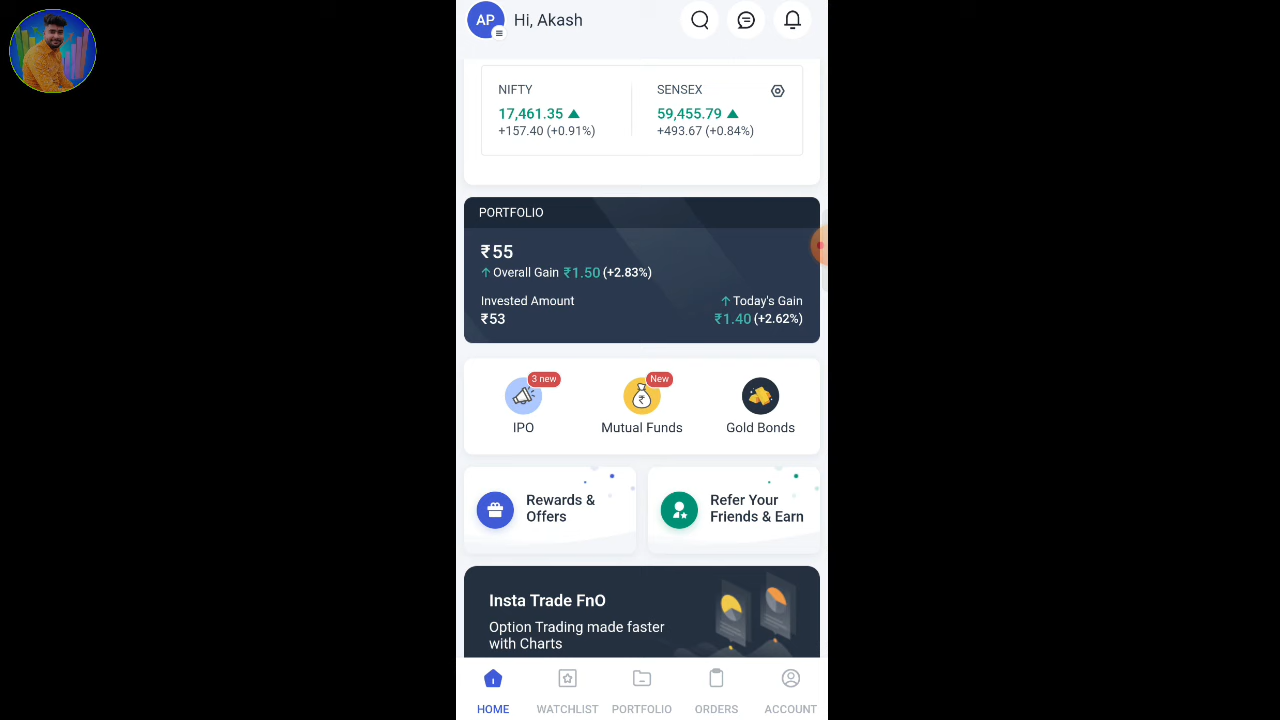 AP
Hi, Akash
NIFTY
17,461.35
+157.40 (+0.91%)
SENSEX
59,455.79
+493.67 (+0.84%)
PORTFOLIO
₹55
Overall Gain ₹1.50 (+2.83%)
Invested Amount
₹53
Today's Gain
₹1.40 (+2.62%)
3 new
IPO
New
Mutual Funds
Gold Bonds
Rewards &
Offers
Refer Your
Friends & Earn
Insta Trade FnO
Option Trading made faster
with Charts
HOME
WATCHLIST
PORTFOLIO
ORDERS
ACCOUNT